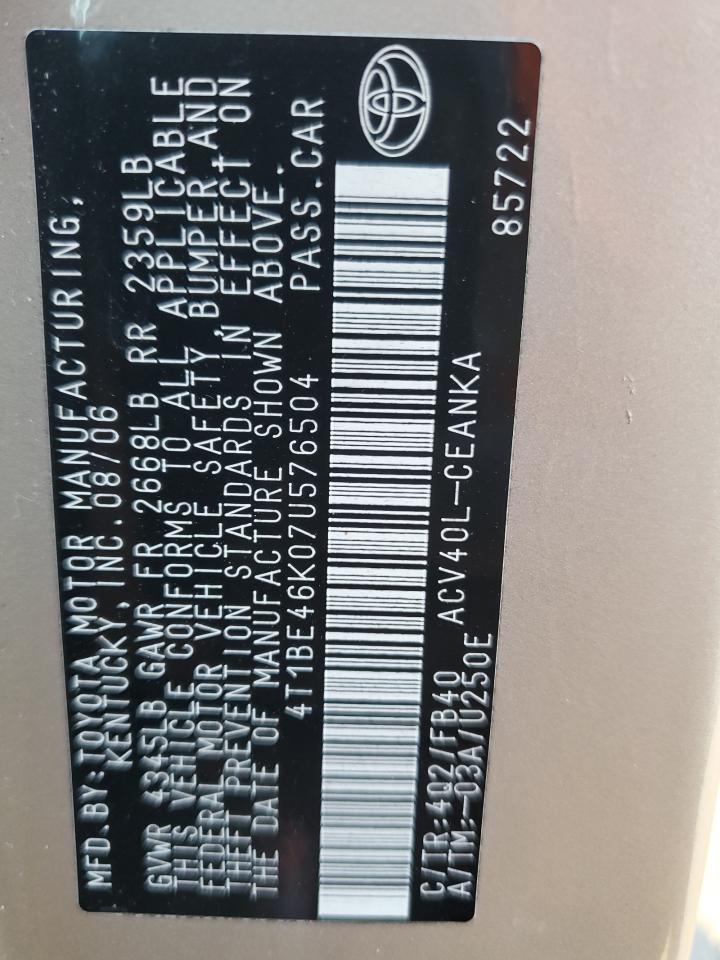 MFD.BY:TOYOTA MOTOR MANUFACTURING,
KENTUCKY, INC.08/06
GVWR 4345LB GAWR FR 2668LB RR 2359LB
THIS VEHICLE CONFORMS TO ALL APPLICABLE
FEDERAL MOTOR VEHICLE SAFETY,BUMPER,AND
THEFT PREVENTION STANDARDS IN EFFECT ON
THE DATE OF MANUFACTURE SHOWN ABOVE.
4T1BE46K07U576504 PASS.CAR
C/TR:4Q2/FB40 ACV40L-CEANKA
A/TM:-03A/U250E 85722